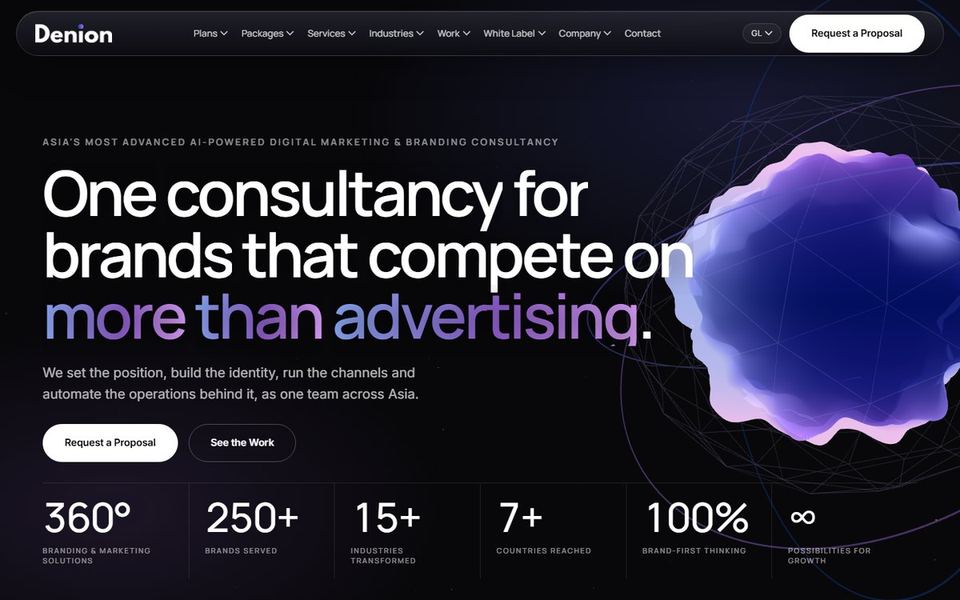 Denion
Plans
Packages
Services
Industries
Work
White Label
Company
Contact
GL
Request a Proposal
ASIA'S MOST ADVANCED AI-POWERED DIGITAL MARKETING & BRANDING CONSULTANCY
One consultancy for
brands that compete on
more than advertising.
We set the position, build the identity, run the channels and
automate the operations behind it, as one team across Asia.
Request a Proposal
See the Work
360°
BRANDING & MARKETING
SOLUTIONS
250+
BRANDS SERVED
15+
INDUSTRIES
TRANSFORMED
7+
COUNTRIES REACHED
100%
BRAND-FIRST THINKING
∞
POSSIBILITIES FOR
GROWTH